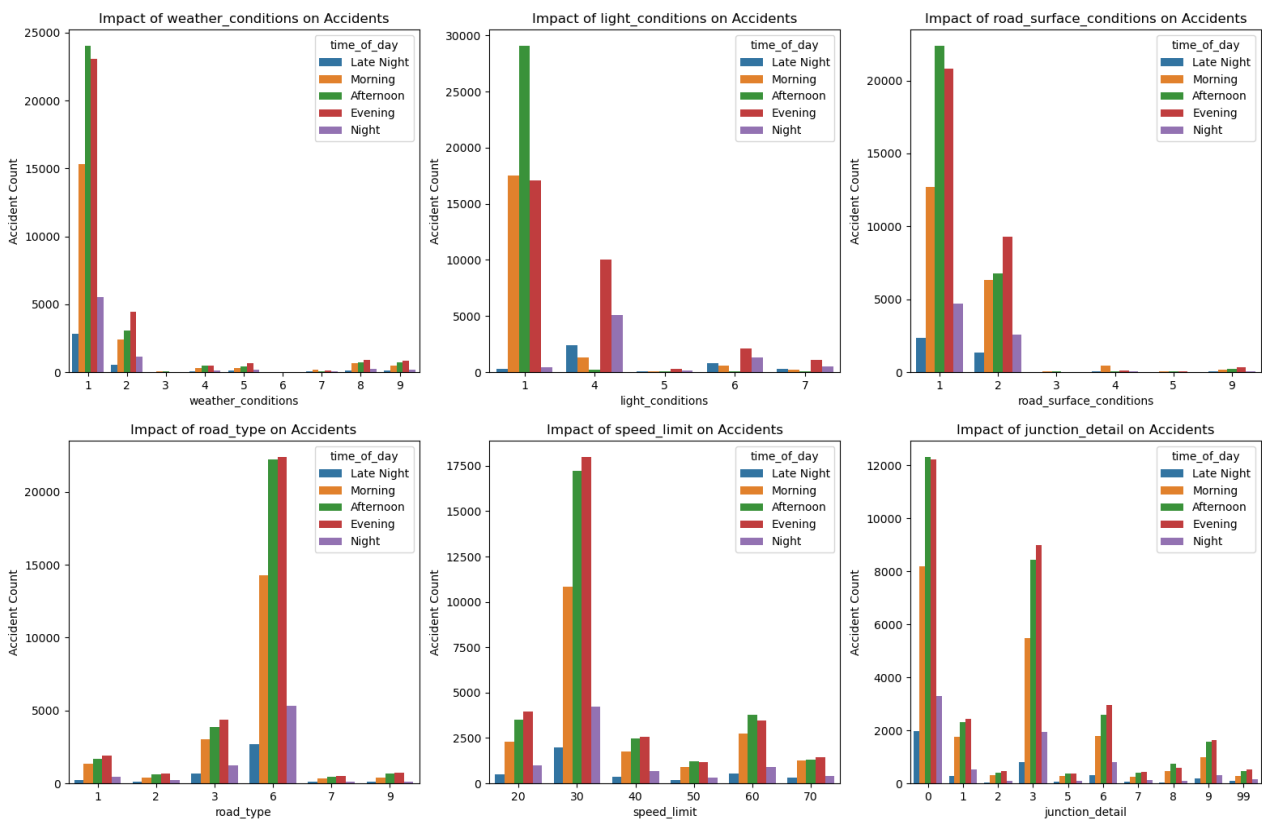 Impact of weather_conditions on Accidents
25000
20000
15000
10000
5000
0
Accident Count
time_of_day
Late Night
Morning
Afternoon
Evening
Night
1 2 3 4 5 6 7 8 9
weather_conditions
Impact of light_conditions on Accidents
30000
25000
20000
15000
10000
5000
0
Accident Count
time_of_day
Late Night
Morning
Afternoon
Evening
Night
1 4 5 6 7
light_conditions
Impact of road_surface_conditions on Accidents
20000
15000
10000
5000
0
Accident Count
time_of_day
Late Night
Morning
Afternoon
Evening
Night
1 2 3 4 5 9
road_surface_conditions
Impact of road_type on Accidents
20000
15000
10000
5000
0
Accident Count
time_of_day
Late Night
Morning
Afternoon
Evening
Night
1 2 3 6 7 9
road_type
Impact of speed_limit on Accidents
17500
15000
12500
10000
7500
5000
2500
0
Accident Count
time_of_day
Late Night
Morning
Afternoon
Evening
Night
20 30 40 50 60 70
speed_limit
Impact of junction_detail on Accidents
12000
10000
8000
6000
4000
2000
0
Accident Count
time_of_day
Late Night
Morning
Afternoon
Evening
Night
0 1 2 3 5 6 7 8 9 99
junction_detail